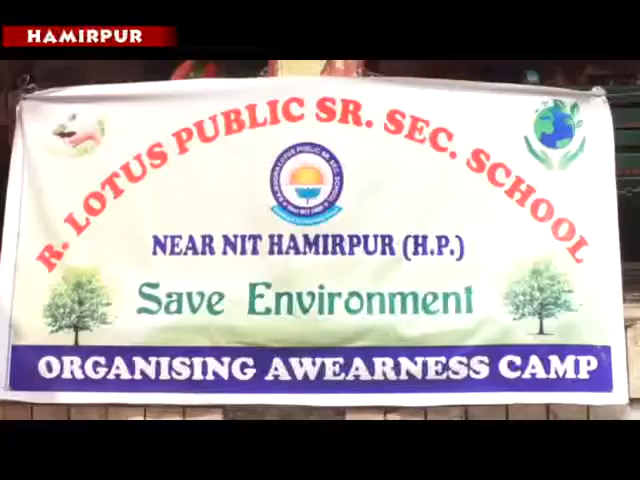 HAMIRPUR
R. LOTUS PUBLIC SR. SEC. SCHOOL
NEAR NIT HAMIRPUR (H.P.)
Save Environment
ORGANISING AWEARNESS CAMP